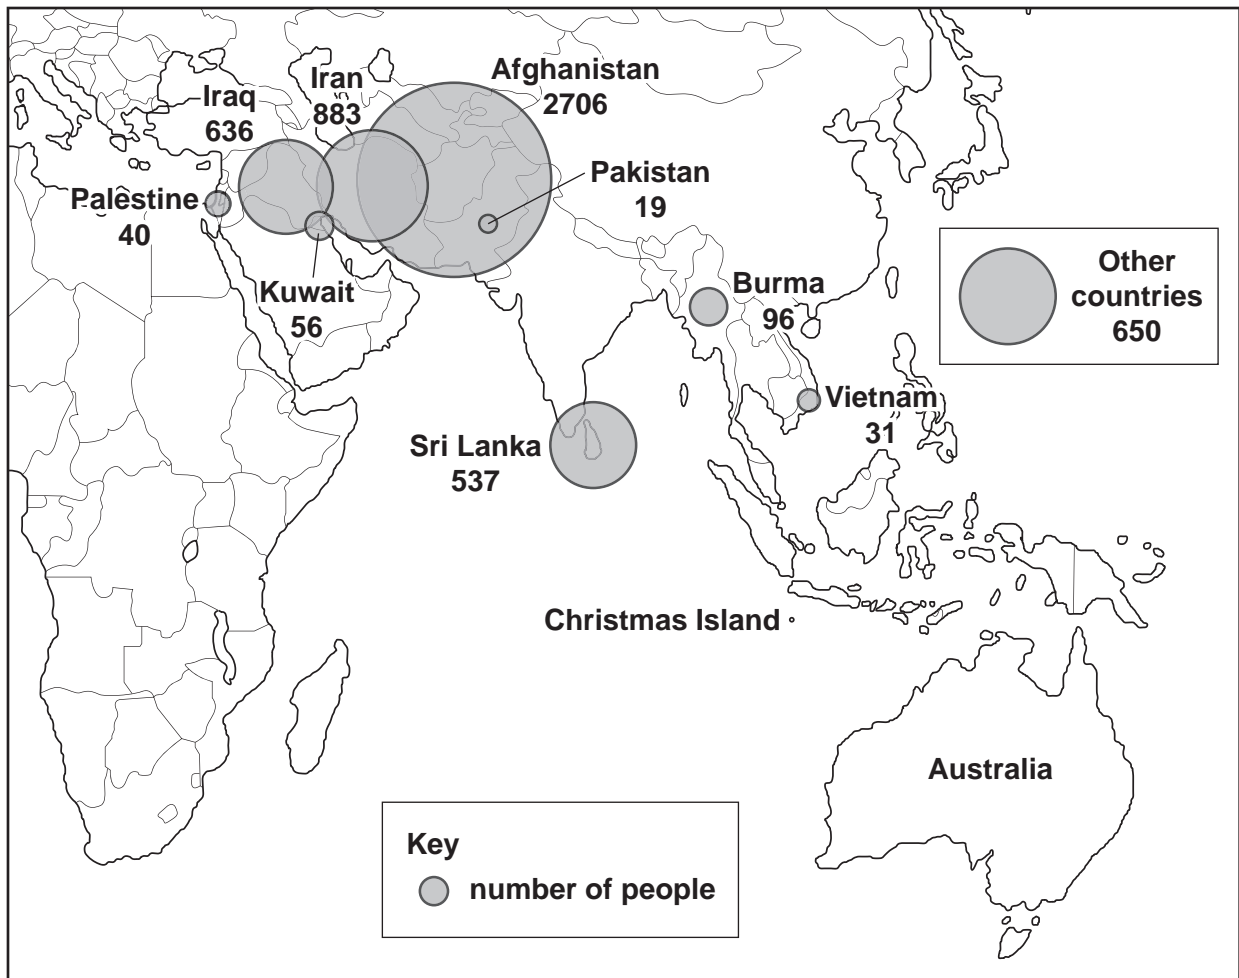 Afghanistan
2706
Iran
883
Iraq
636
Pakistan
19
Palestine
40
Other
countries
650
Kuwait
56
Burma
96
Vietnam
31
Sri Lanka
537
Christmas Island
Australia
Key
number of people